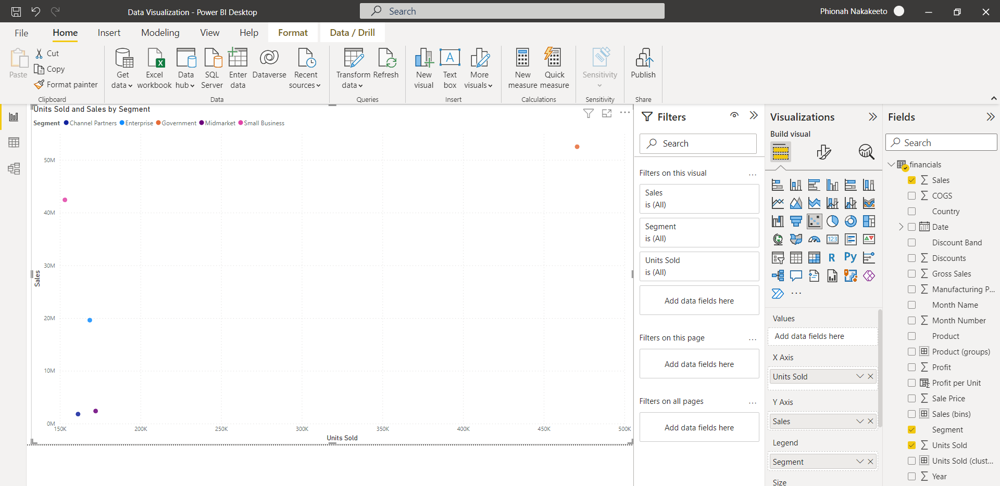 Data Visualization - Power BI Desktop
Search
Phionah Nakakeeto
File Home Insert Modeling View Help Format Data / Drill
Paste
Cut
Copy
Format painter
Clipboard
Get data
Excel workbook
Data hub
SQL Server
Enter data
Dataverse
Recent sources
Data
Transform data
Refresh
Queries
New visual
Text box
More visuals
Insert
New measure
Quick measure
Calculations
Sensitivity
Sensitivity
Publish
Share
Units Sold and Sales by Segment
Segment Channel Partners Enterprise Government Midmarket Small Business
50M
40M
30M
20M
10M
0M
Sales
150K 200K 250K 300K 350K 400K 450K 500K
Units Sold
Filters
Search
Filters on this visual
Sales
is (All)
Segment
is (All)
Units Sold
is (All)
Add data fields here
Filters on this page
Add data fields here
Filters on all pages
Add data fields here
Visualizations
Build visual
123
R
Py
Values
Add data fields here
X Axis
Units Sold
Y Axis
Sales
Legend
Segment
Size
Fields
Search
financials
Sales
COGS
Country
Date
Discount Band
Discounts
Gross Sales
Manufacturing P...
Month Name
Month Number
Product
Product (groups)
Profit
Profit per Unit
Sale Price
Sales (bins)
Segment
Units Sold
Units Sold (clust...
Year